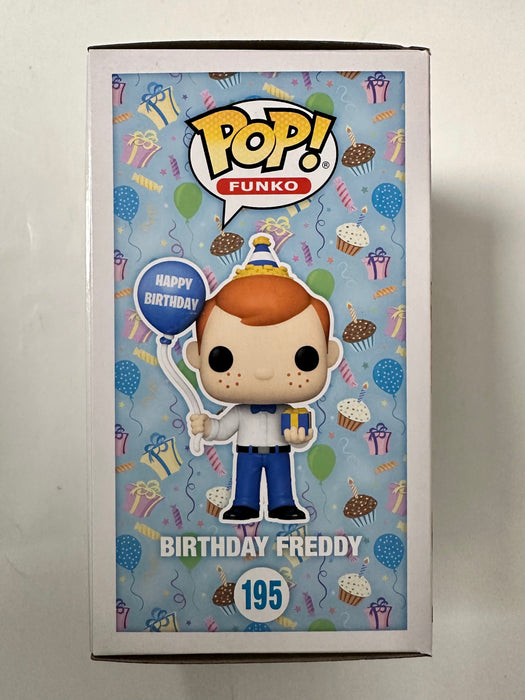 POP!®
FUNKO
HAPPY
BIRTHDAY
BIRTHDAY FREDDY
195